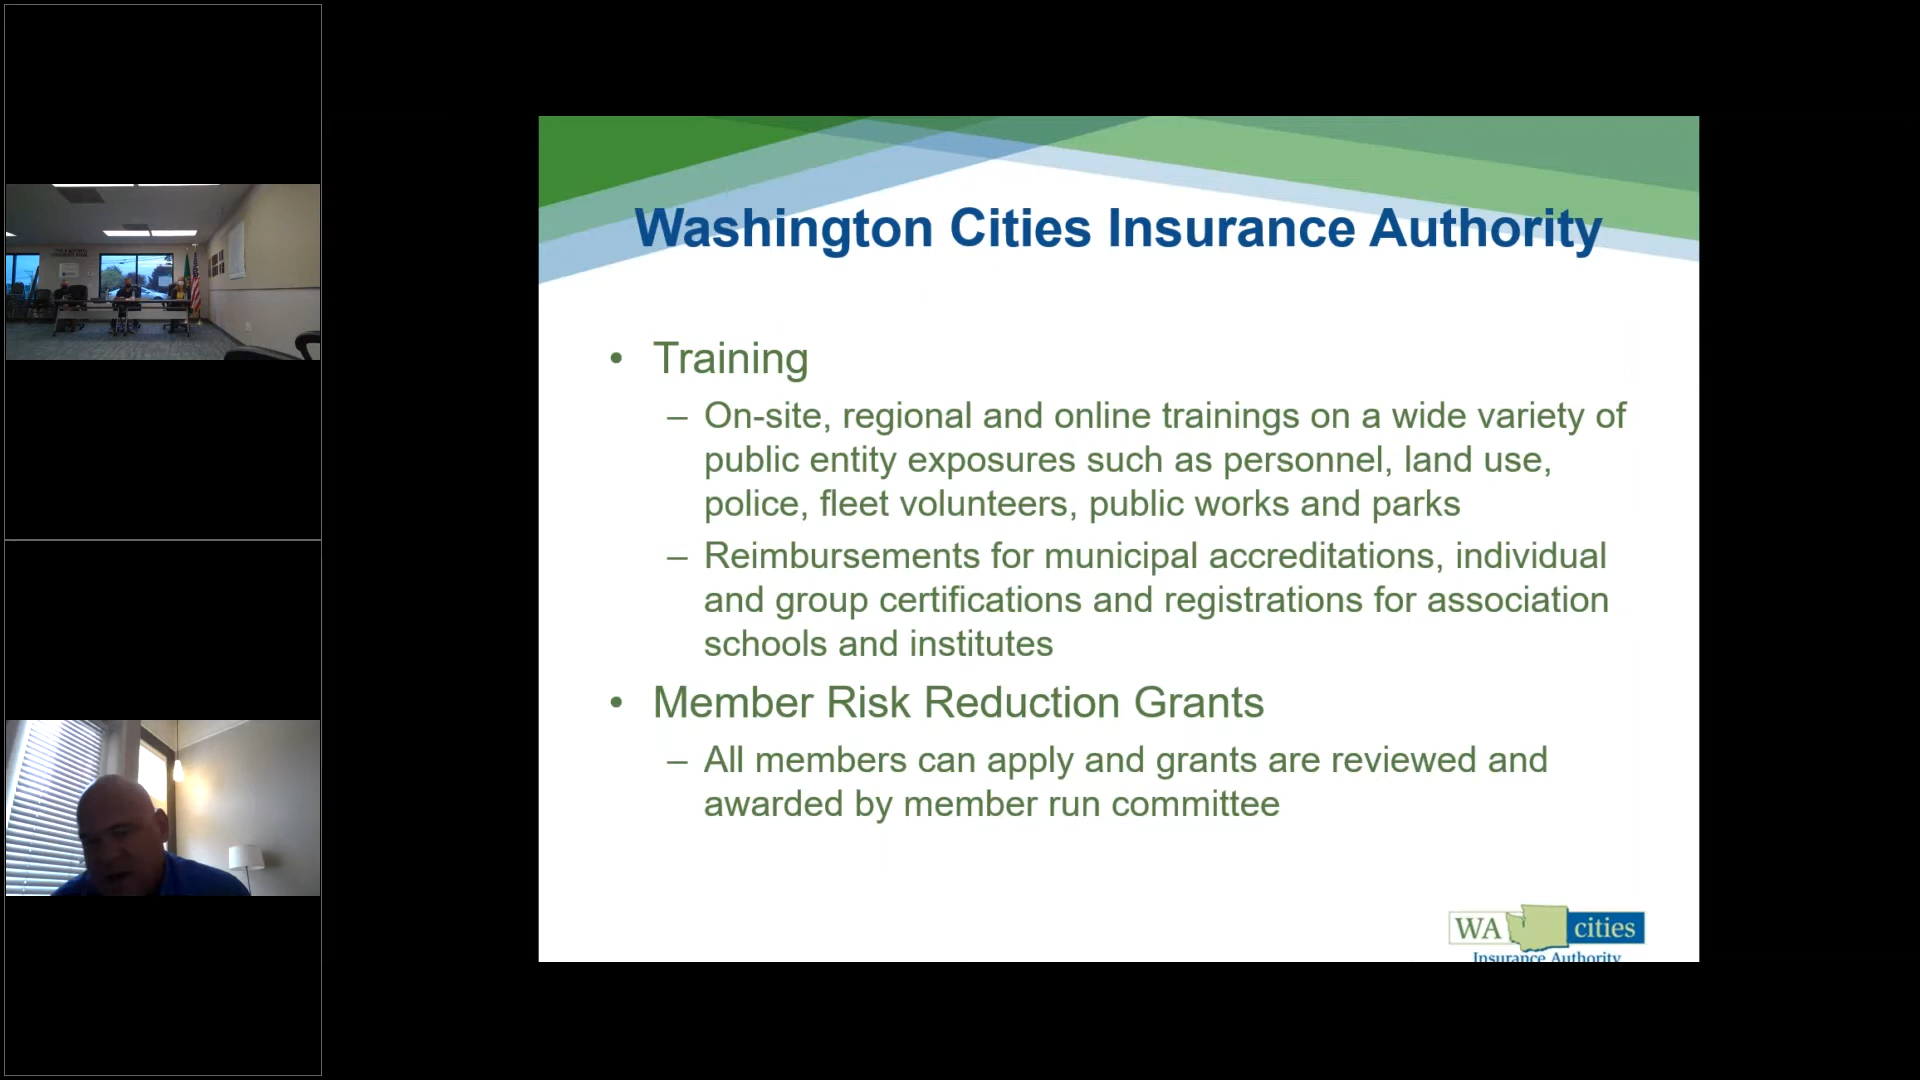 Washington Cities Insurance Authority
• Training
– On-site, regional and online trainings on a wide variety of
public entity exposures such as personnel, land use,
police, fleet volunteers, public works and parks
– Reimbursements for municipal accreditations, individual
and group certifications and registrations for association
schools and institutes
• Member Risk Reduction Grants
– All members can apply and grants are reviewed and
awarded by member run committee
WA cities
Insurance Authority